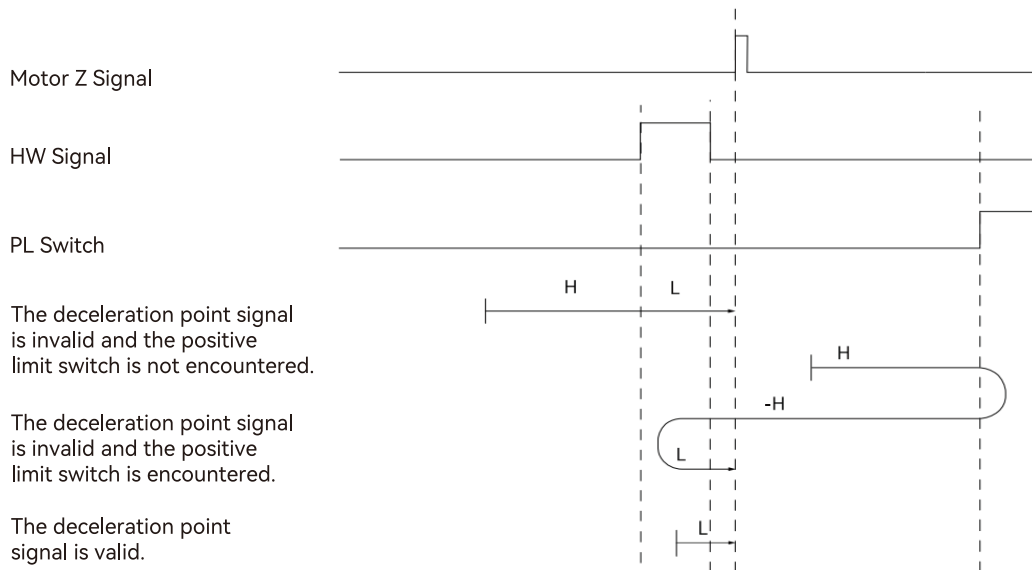 Motor Z Signal
HW Signal
PL Switch
H
L
The deceleration point signal
is invalid and the positive
limit switch is not encountered.
H
-H
The deceleration point signal
is invalid and the positive
limit switch is encountered.
L
The deceleration point
signal is valid.
L